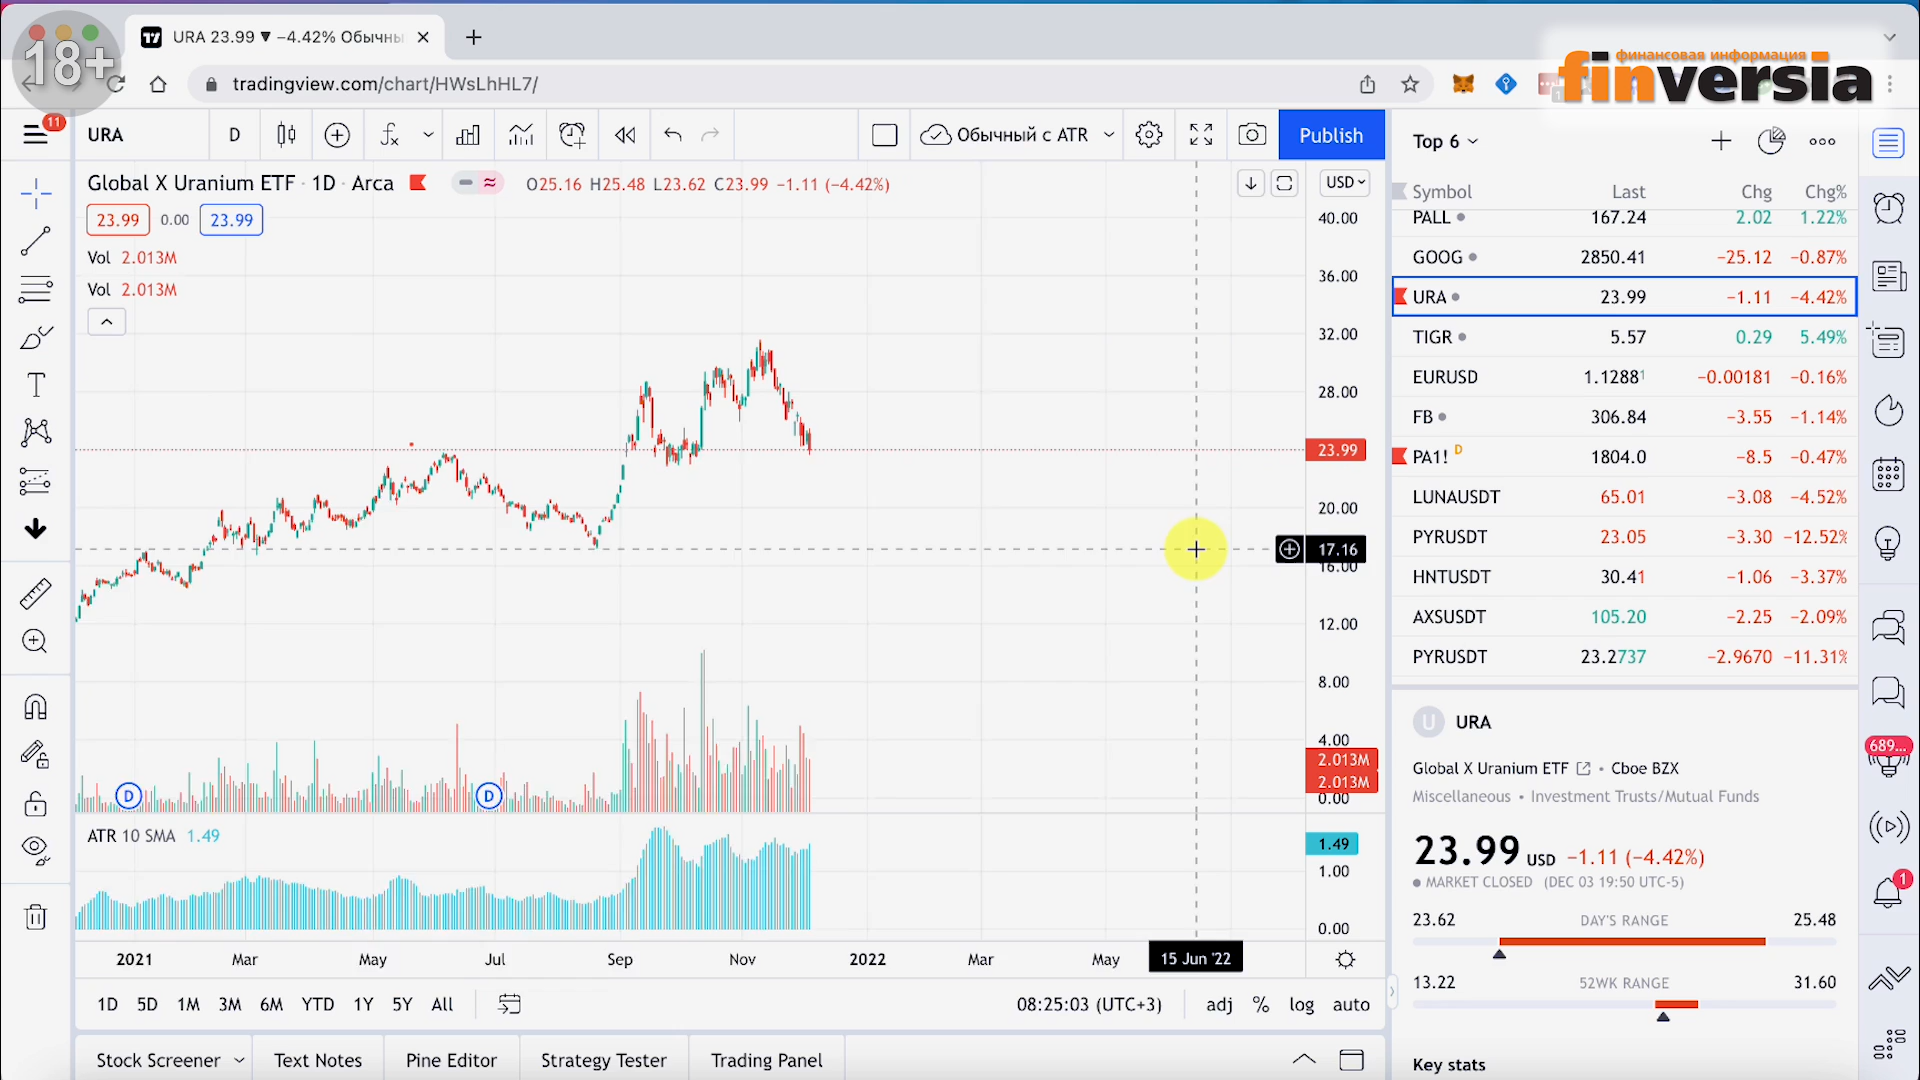 18+
URA 23.99 ▼ −4.42% Обычны
tradingview.com/chart/HWsLhHL7/
финансовая информация
finversia
11
URA
D
Обычный с ATR
Publish
Global X Uranium ETF · 1D · Arca
O25.16 H25.48 L23.62 C23.99 −1.11 (−4.42%)
23.99 0.00 23.99
Vol 2.013M
Vol 2.013M
USD
40.00
36.00
32.00
28.00
23.99
20.00
17.16
16.00
12.00
8.00
4.00
2.013M
2.013M
0.00
D
D
ATR 10 SMA 1.49
1.49
1.00
0.00
2021 Mar May Jul Sep Nov 2022 Mar May 15 Jun '22
1D 5D 1M 3M 6M YTD 1Y 5Y All
08:25:03 (UTC+3) adj % log auto
Stock Screener Text Notes Pine Editor Strategy Tester Trading Panel
Top 6
Symbol Last Chg Chg%
PALL 167.24 2.02 1.22%
GOOG 2850.41 −25.12 −0.87%
URA 23.99 −1.11 −4.42%
TIGR 5.57 0.29 5.49%
EURUSD 1.1288¹ −0.00181 −0.16%
FB 306.84 −3.55 −1.14%
PA1! D 1804.0 −8.5 −0.47%
LUNAUSDT 65.01 −3.08 −4.52%
PYRUSDT 23.05 −3.30 −12.52%
HNTUSDT 30.41 −1.06 −3.37%
AXSUSDT 105.20 −2.25 −2.09%
PYRUSDT 23.2737 −2.9670 −11.31%
U URA
Global X Uranium ETF • Cboe BZX
Miscellaneous • Investment Trusts/Mutual Funds
23.99 USD −1.11 (−4.42%)
MARKET CLOSED (DEC 03 19:50 UTC-5)
23.62 DAY'S RANGE 25.48
13.22 52WK RANGE 31.60
Key stats
689...
1